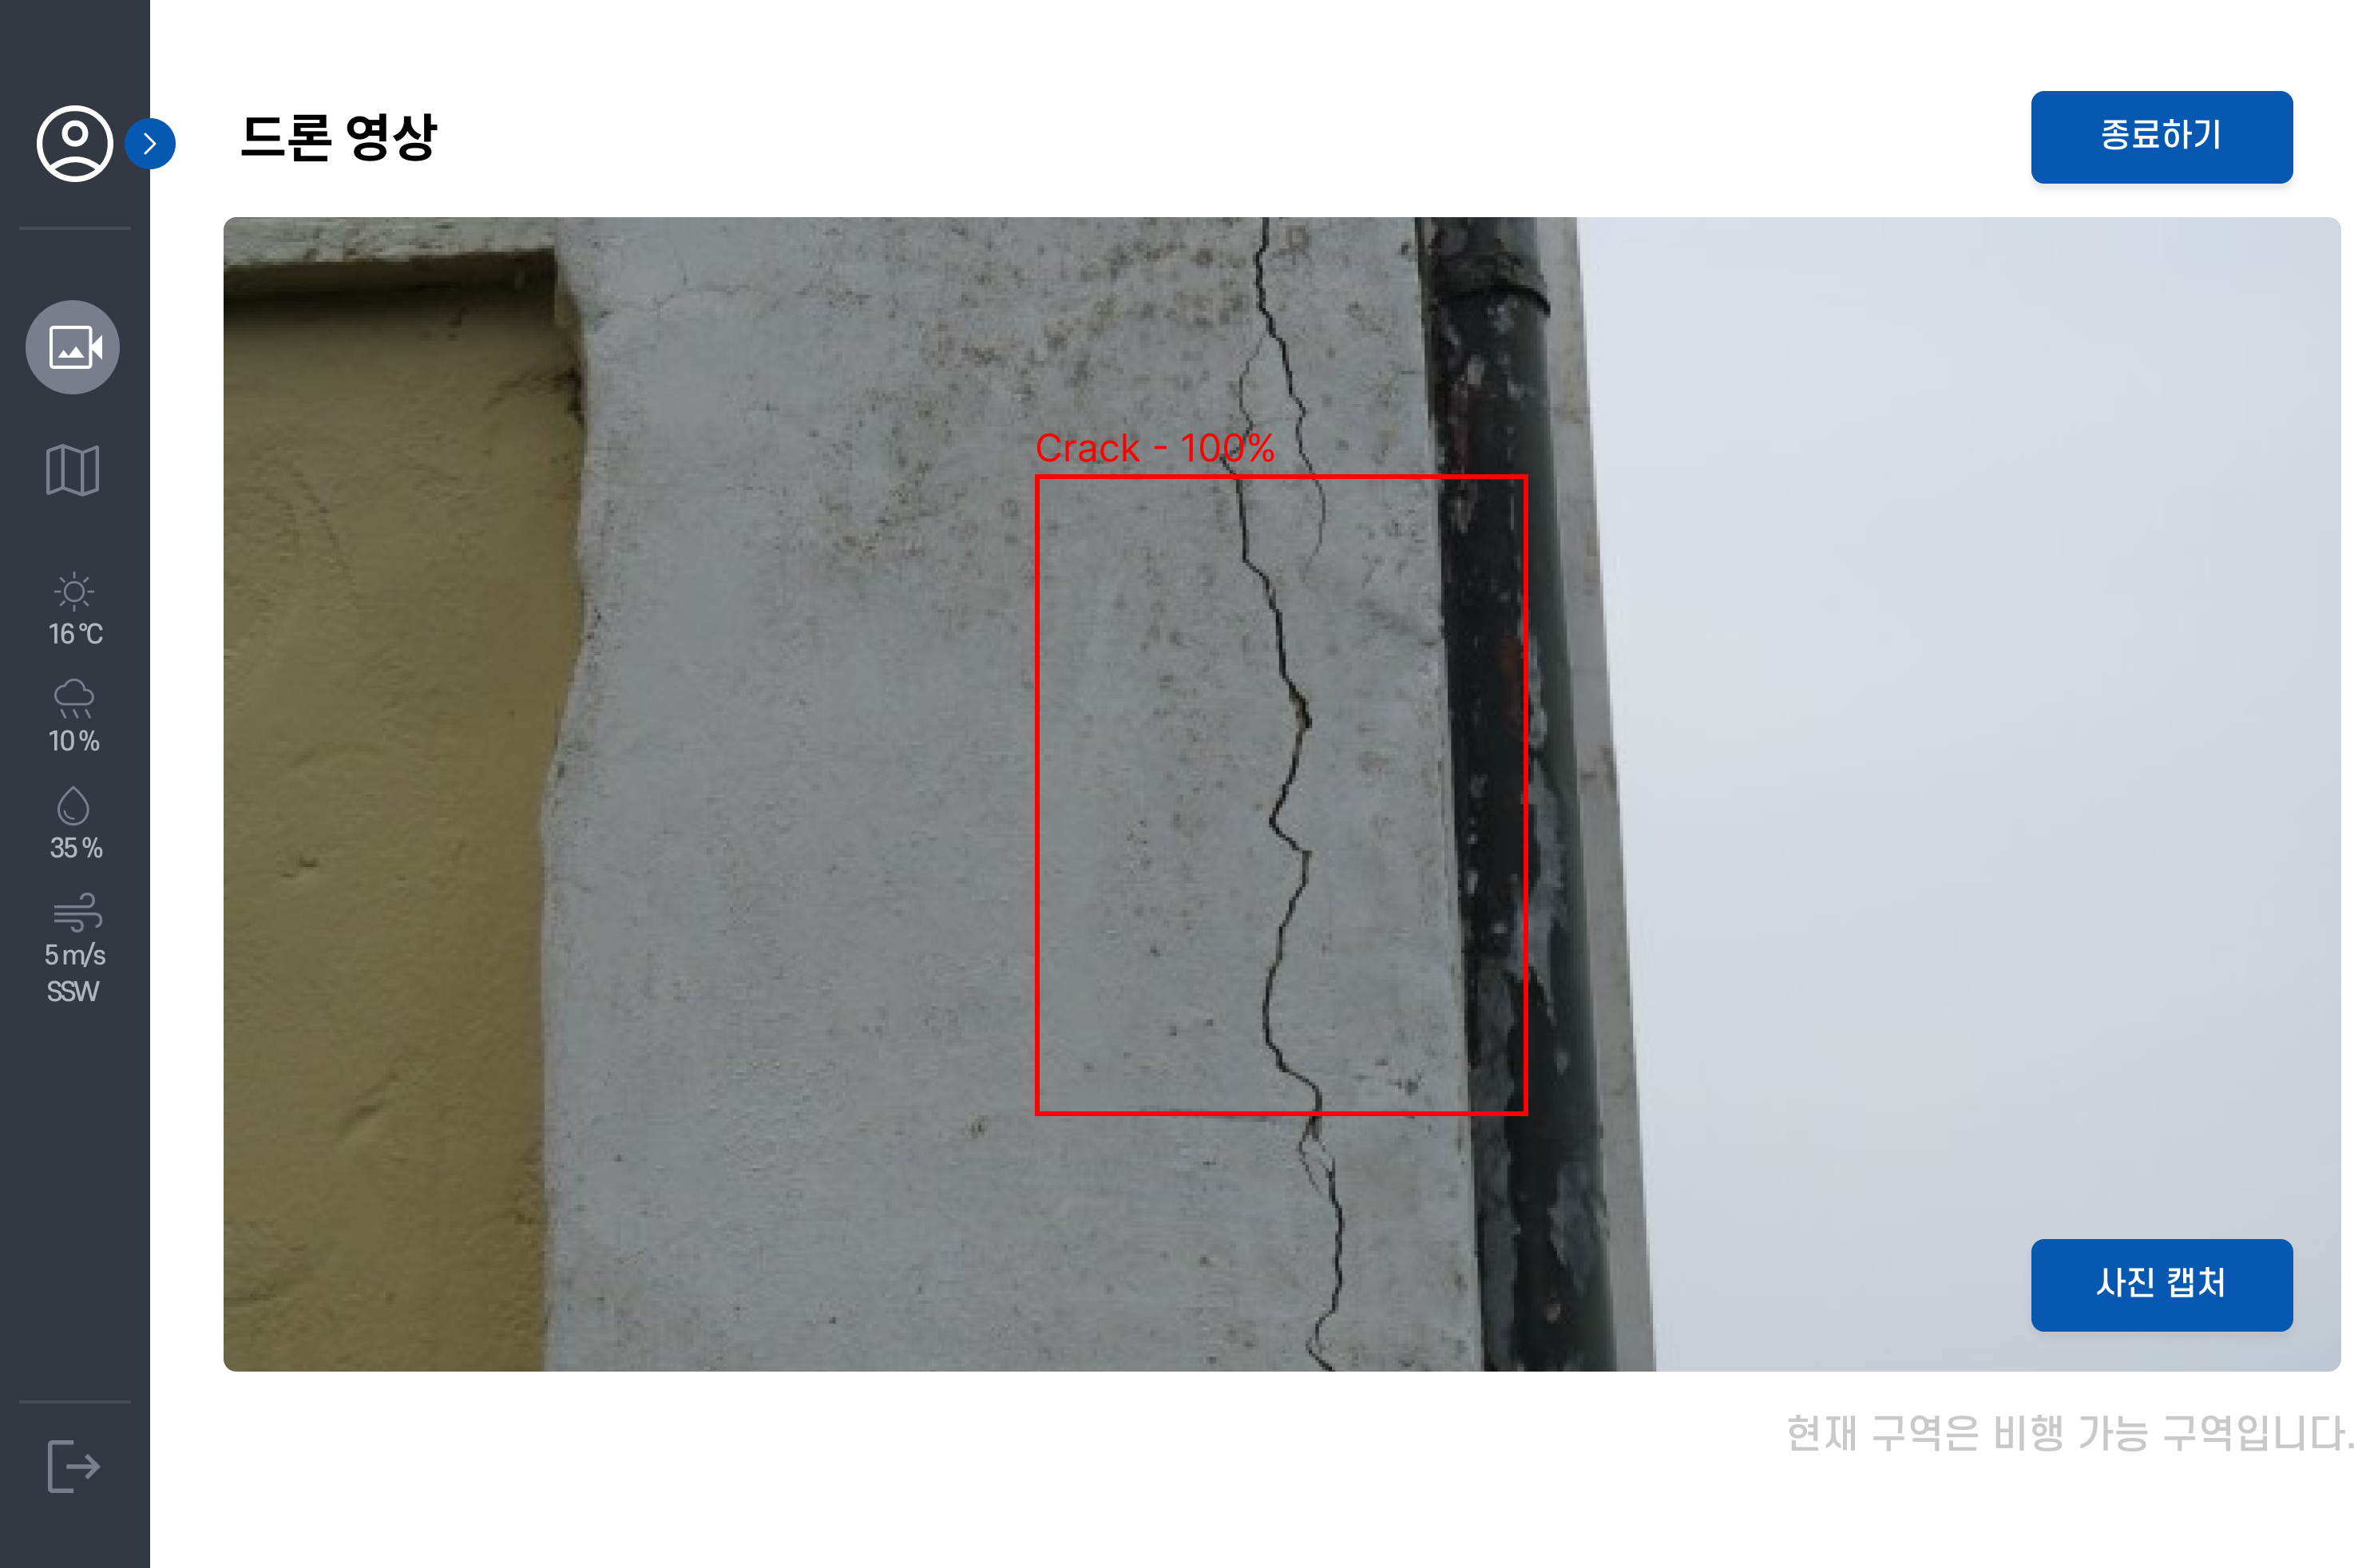 드론 영상
종료하기
Crack - 100%
16 ℃
10 %
35 %
5 m/s
SSW
사진 캡처
현재 구역은 비행 가능 구역입니다.